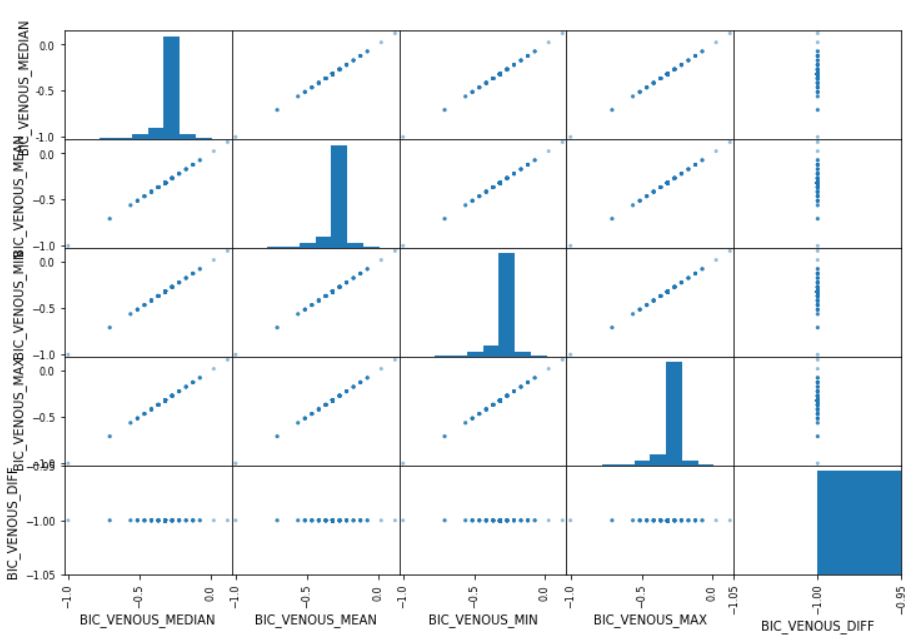 BIC_VENOUS_MEDIAN
0.0
-0.5
-1.0
BIC_VENOUS_MEAN
0.0
-0.5
-1.0
BIC_VENOUS_MIN
0.0
-0.5
-1.0
BIC_VENOUS_MAX
0.0
-0.5
-1.0
BIC_VENOUS_DIFF
-0.95
-1.00
-1.05
-1.0 -0.5 0.0 -1.0 -0.5 0.0 -1.0 -0.5 0.0 -1.0 -0.5 0.0 -1.05 -1.00 -0.95
BIC_VENOUS_MEDIAN BIC_VENOUS_MEAN BIC_VENOUS_MIN BIC_VENOUS_MAX BIC_VENOUS_DIFF